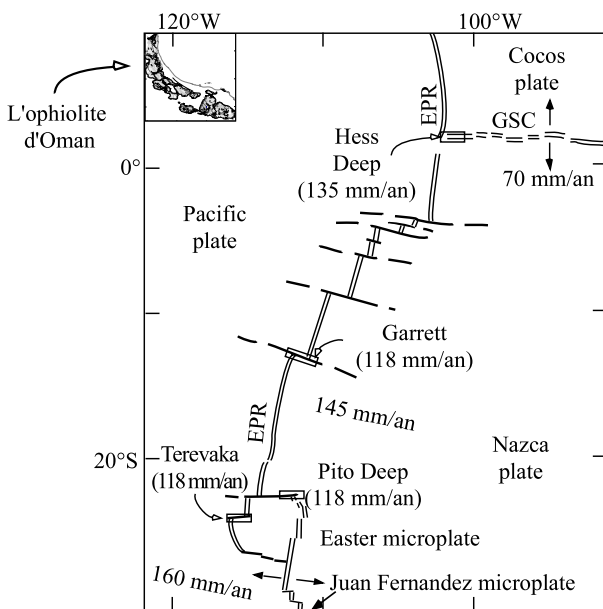 120°W
100°W
Cocos
plate
L'ophiolite
d'Oman
EPR
GSC
Hess
Deep
(135 mm/an)
0°
70 mm/an
Pacific
plate
Garrett
(118 mm/an)
145 mm/an
EPR
Nazca
plate
20°S
Terevaka
(118mm/an)
Pito Deep
(118 mm/an)
Easter microplate
160 mm/an
Juan Fernandez microplate